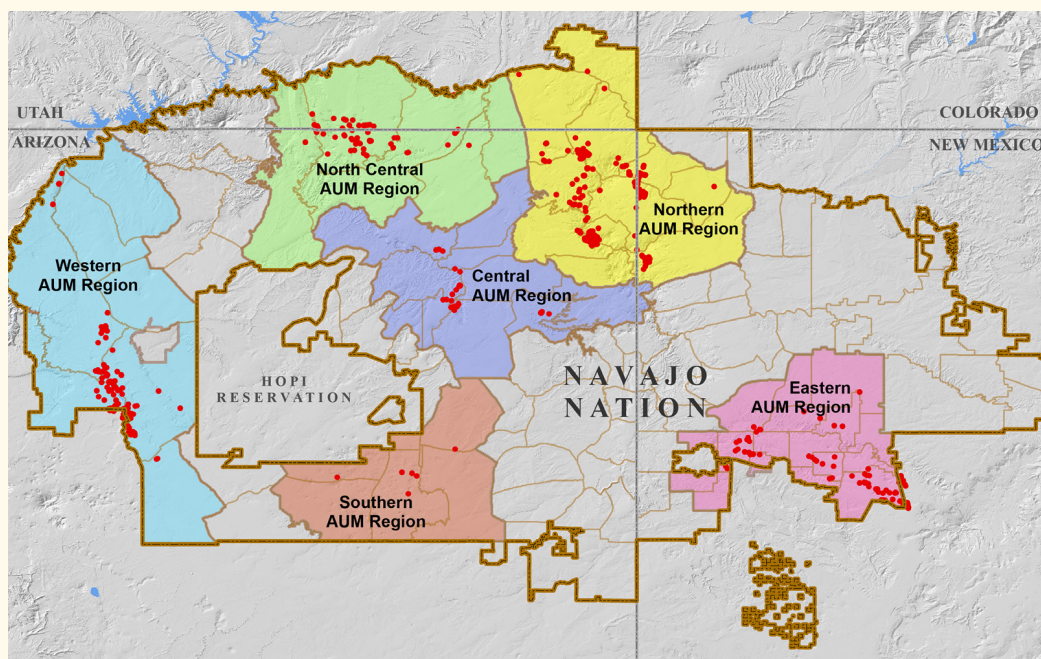 UTAH
ARIZONA
COLORADO
NEW MEXICO
North Central
AUM Region
Northern
AUM Region
Western
AUM Region
Central
AUM Region
HOPI
RESERVATION
NAVAJO
NATION
Eastern
AUM Region
Southern
AUM Region